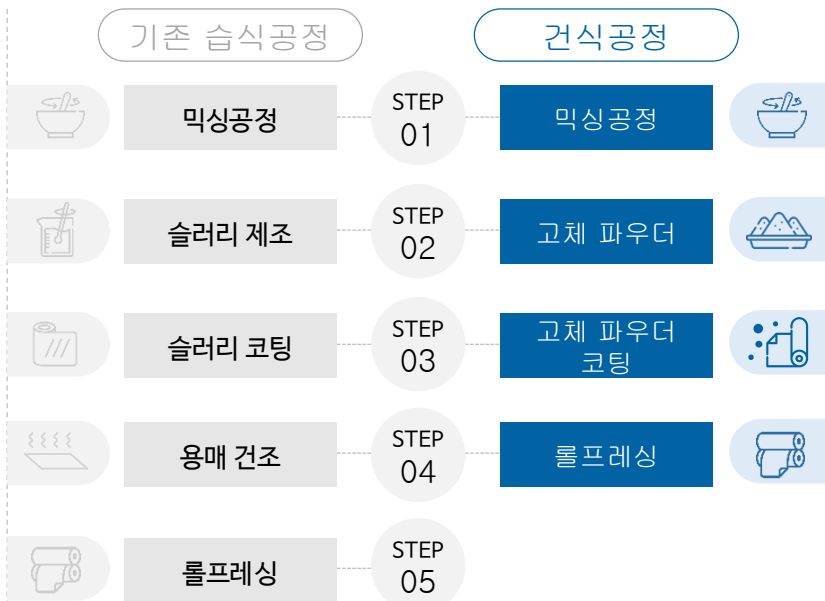 기존 습식공정
건식공정
믹싱공정
STEP
01
믹싱공정
슬러리 제조
STEP
02
고체 파우더
슬러리 코팅
STEP
03
고체 파우더
코팅
용매 건조
STEP
04
롤프레싱
롤프레싱
STEP
05